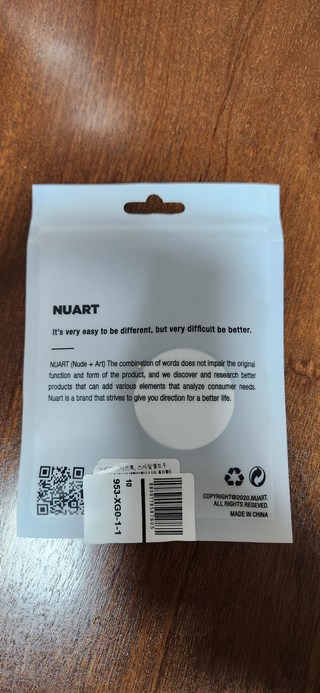 NUART
It's very easy to be different, but very difficult be better.
NUART (Nude + Art) The combination of words does not impair the original
function and form of the product, and we discover and research better
products that can add various elements that analyze consumer needs.
Nuart is a brand that strives to give you direction for a better life.
10
953-XG0-1-1
COPYRIGHT@2020.NUART.
ALL RIGHTS RESEVED.
MADE IN CHINA